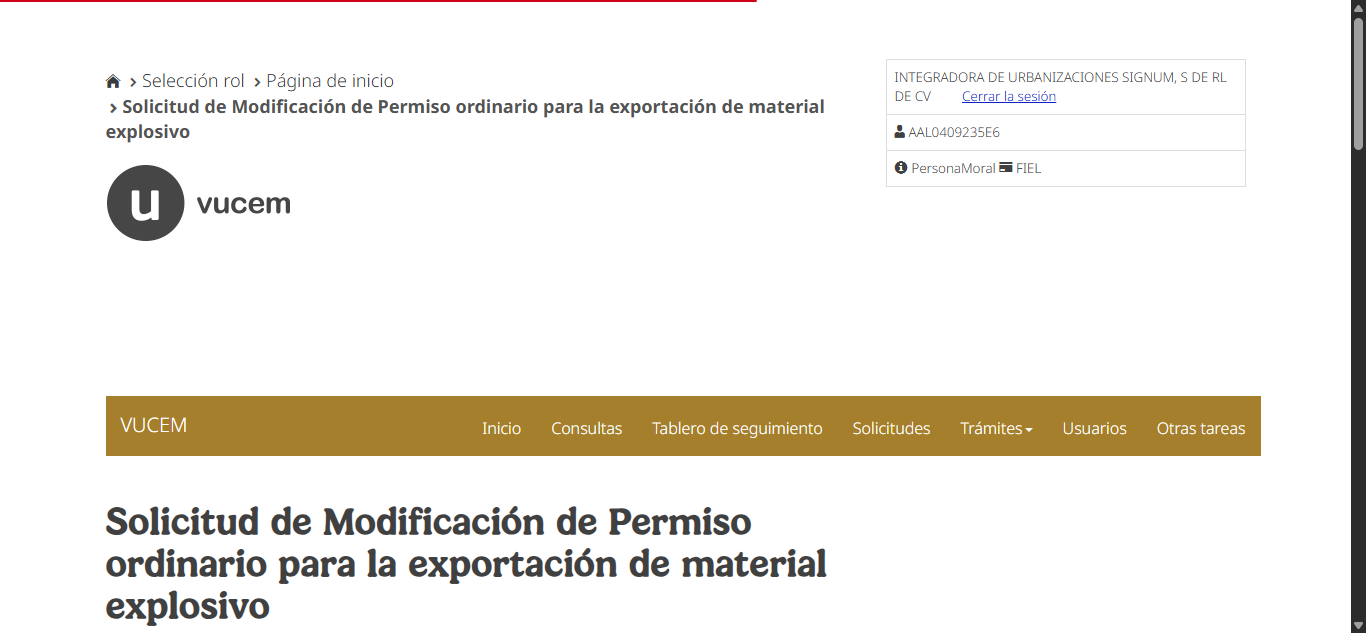 Selección rol Página de inicio
Solicitud de Modificación de Permiso ordinario para la exportación de material
explosivo
INTEGRADORA DE URBANIZACIONES SIGNUM, S DE RL
DE CV Cerrar la sesión
AAL0409235E6
PersonaMoral FIEL
u vucem
VUCEM Inicio Consultas Tablero de seguimiento Solicitudes Trámites Usuarios Otras tareas
Solicitud de Modificación de Permiso
ordinario para la exportación de material
explosivo